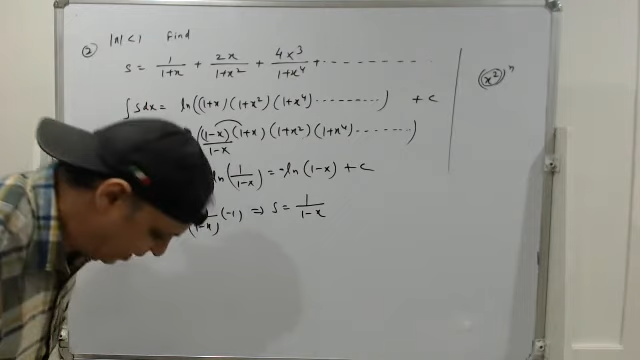 ② |x| < 1 find
S = 1/(1+x) + 2x/(1+x²) + 4x³/(1+x⁴) + - - - - - - - -
∫ S dx = ln((1+x)(1+x²)(1+x⁴) - - - - - - -) + c
((1-x)(1+x)(1+x²)(1+x⁴ - - - - - - -)
1-x
ln(1/(1-x)) = -ln(1-x) + c
(1-x) (-1) ⇒ S = 1/(1-x)
(x²)ⁿ